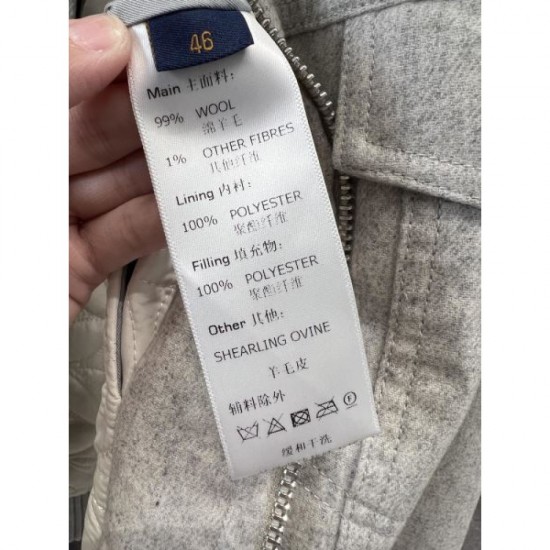 46
Main 主面料:
99% WOOL
绵羊毛
1% OTHER FIBRES
其他纤维
Lining 内衬:
100% POLYESTER
聚酯纤维
Filling 填充物:
100% POLYESTER
聚酯纤维
Other 其他:
SHEARLING OVINE
羊毛皮
辅料除外
F
缓和干洗